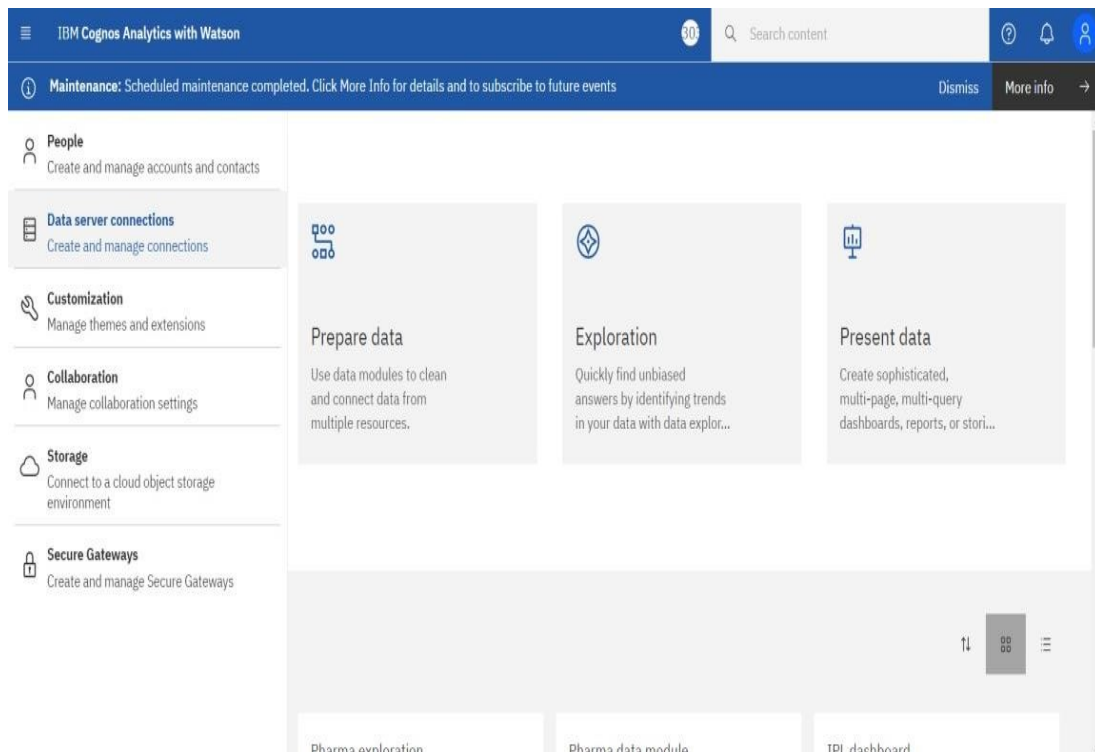 IBM Cognos Analytics with Watson
30
Search content
Maintenance: Scheduled maintenance completed. Click More Info for details and to subscribe to future events
Dismiss
More info
People
Create and manage accounts and contacts
Data server connections
Create and manage connections
Customization
Manage themes and extensions
Collaboration
Manage collaboration settings
Storage
Connect to a cloud object storage
environment
Secure Gateways
Create and manage Secure Gateways
Prepare data
Use data modules to clean
and connect data from
multiple resources.
Exploration
Quickly find unbiased
answers by identifying trends
in your data with data explor...
Present data
Create sophisticated,
multi-page, multi-query
dashboards, reports, or stori...
Pharma exploration
Pharma data module
IPL dashboard